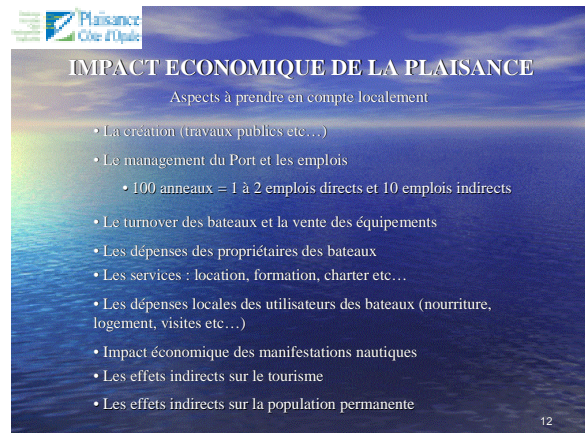 Plaisance
Côte d'Opale
IMPACT ECONOMIQUE DE LA PLAISANCE
Aspects à prendre en compte localement
• La création (travaux publics etc…)
• Le management du Port et les emplois
• 100 anneaux = 1 à 2 emplois directs et 10 emplois indirects
• Le turnover des bateaux et la vente des équipements
• Les dépenses des propriétaires des bateaux
• Les services : location, formation, charter etc…
• Les dépenses locales des utilisateurs des bateaux (nourriture,
logement, visites etc…)
• Impact économique des manifestations nautiques
• Les effets indirects sur le tourisme
• Les effets indirects sur la population permanente
12